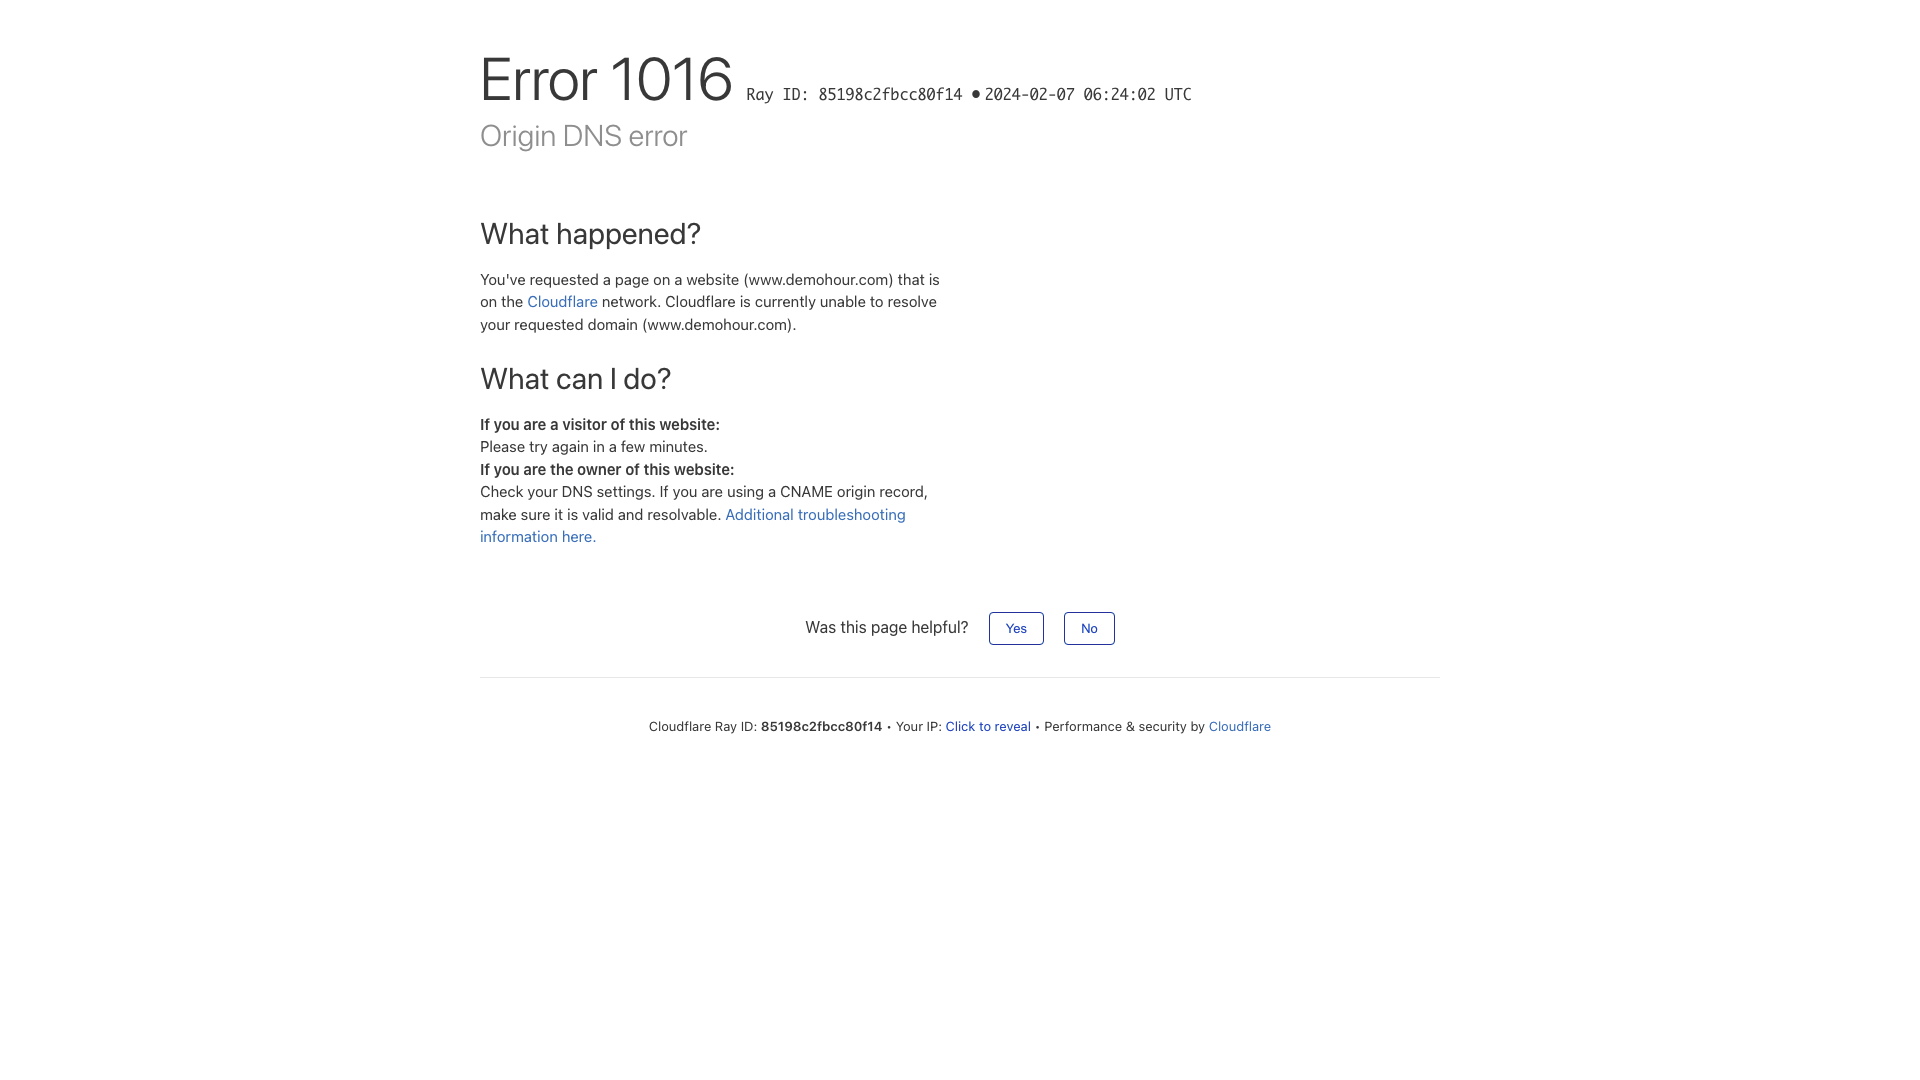 Error 1016 Ray ID: 85198c2fbcc80f14 • 2024-02-07 06:24:02 UTC
Origin DNS error
What happened?
You've requested a page on a website (www.demohour.com) that is
on the Cloudflare network. Cloudflare is currently unable to resolve
your requested domain (www.demohour.com).
What can I do?
If you are a visitor of this website:
Please try again in a few minutes.
If you are the owner of this website:
Check your DNS settings. If you are using a CNAME origin record,
make sure it is valid and resolvable. Additional troubleshooting
information here.
Was this page helpful? Yes No
Cloudflare Ray ID: 85198c2fbcc80f14 • Your IP: Click to reveal • Performance & security by Cloudflare